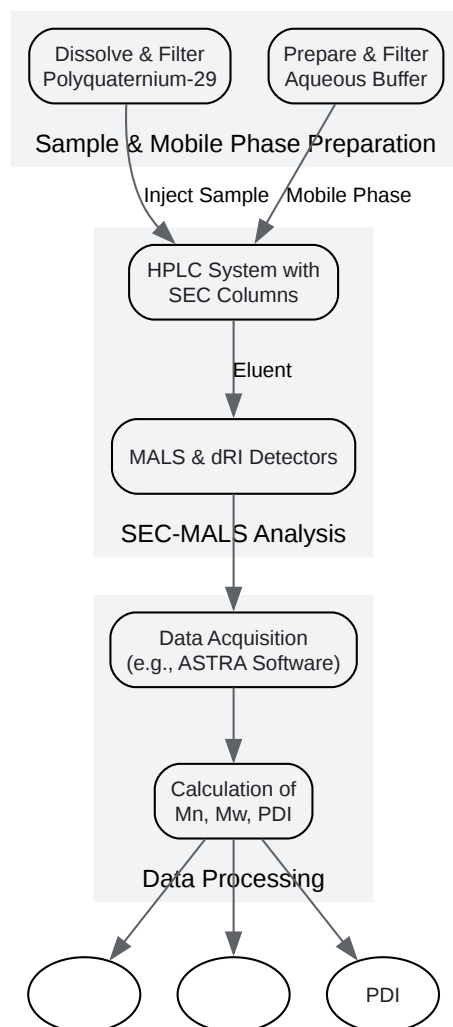 Dissolve & Filter
Polyquaternium-29
Prepare & Filter
Aqueous Buffer
Sample & Mobile Phase Preparation
Inject Sample
Mobile Phase
HPLC System with
SEC Columns
Eluent
MALS & dRI Detectors
SEC-MALS Analysis
Data Acquisition
(e.g., ASTRA Software)
Calculation of
Mn, Mw, PDI
Data Processing
PDI